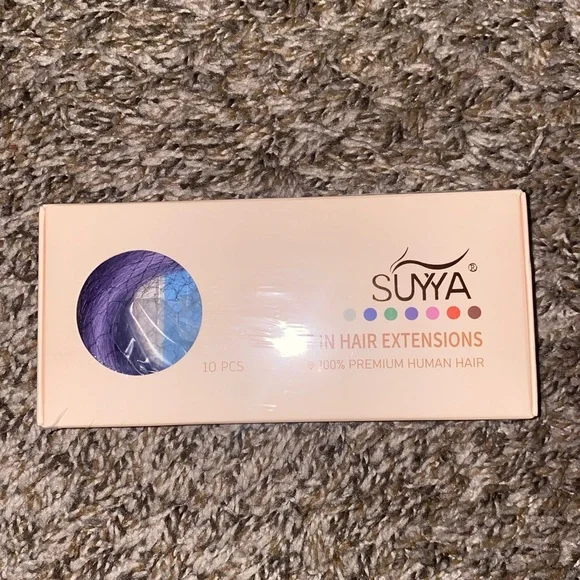 SUYYA®
IN HAIR EXTENSIONS
10 PCS
100% PREMIUM HUMAN HAIR